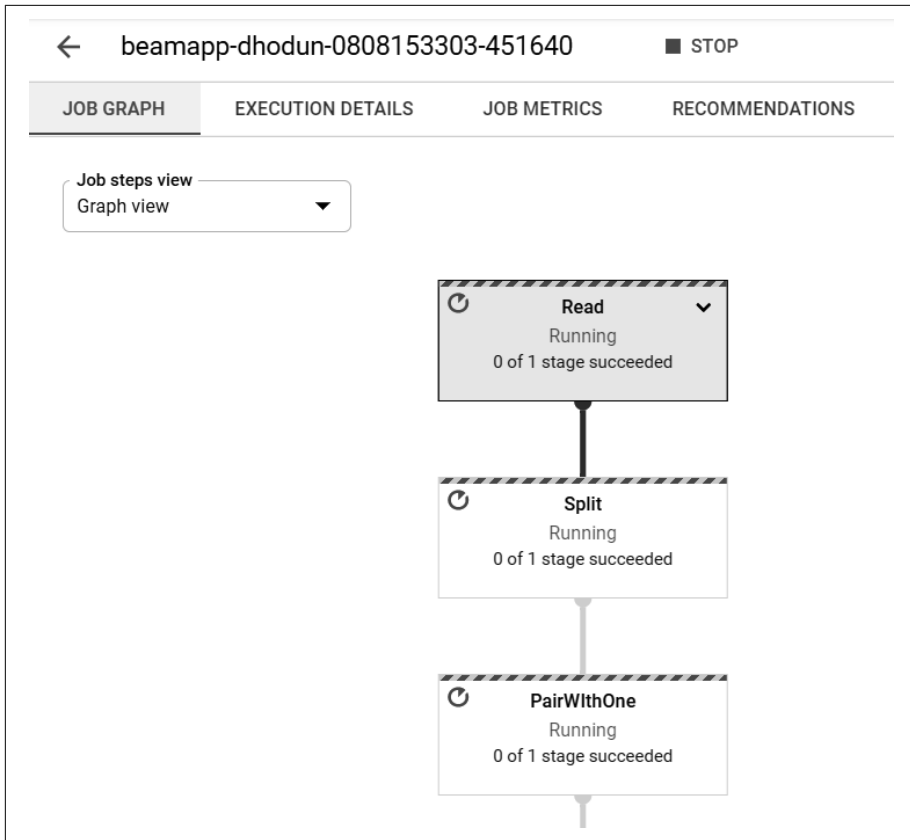 beamapp-dhodun-0808153303-451640 STOP
JOB GRAPH EXECUTION DETAILS JOB METRICS RECOMMENDATIONS
Job steps view
Graph view
Read
Running
0 of 1 stage succeeded
Split
Running
0 of 1 stage succeeded
PairWIthOne
Running
0 of 1 stage succeeded